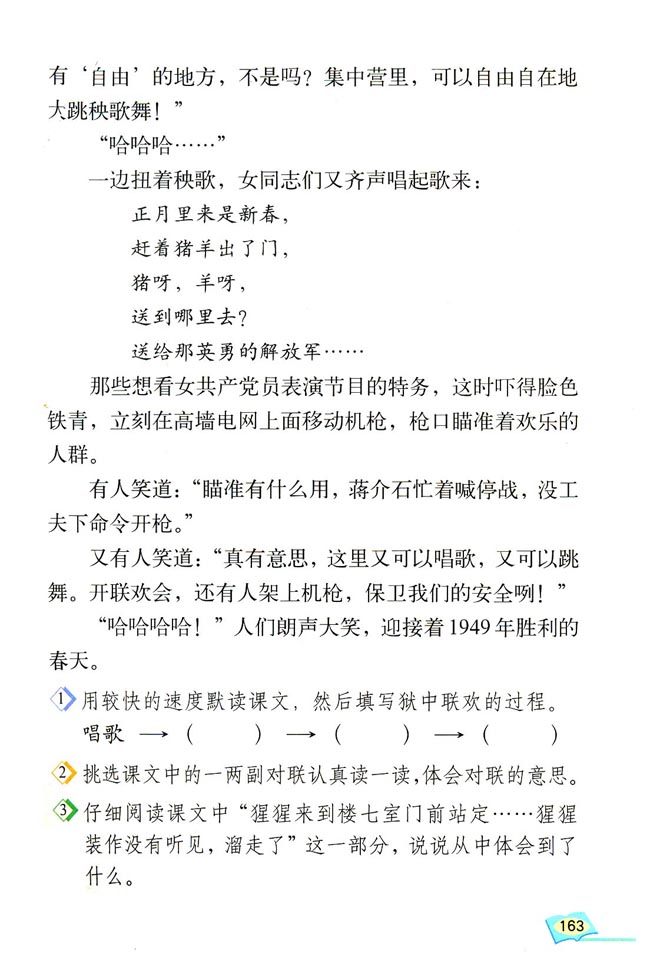 有‘自由’的地方，不是吗？集中营里，可以自由自在地
大跳秧歌舞！”
“哈哈哈……”
一边扭着秧歌，女同志们又齐声唱起歌来：
正月里来是新春，
赶着猪羊出了门，
猪呀，羊呀，
送到哪里去？
送给那英勇的解放军……
那些想看女共产党员表演节目的特务，这时吓得脸色
铁青，立刻在高墙电网上面移动机枪，枪口瞄准着欢乐的
人群。
有人笑道：“瞄准有什么用，蒋介石忙着喊停战，没工
夫下命令开枪。”
又有人笑道：“真有意思，这里又可以唱歌，又可以跳
舞。开联欢会，还有人架上机枪，保卫我们的安全咧！”
“哈哈哈哈！”人们朗声大笑，迎接着1949年胜利的
春天。
1 用较快的速度默读课文，然后填写狱中联欢的过程。
唱歌 → （　　） → （　　） → （　　）
2 挑选课文中的一两副对联认真读一读，体会对联的意思。
3 仔细阅读课文中“猩猩来到楼七室门前站定……猩猩
装作没有听见，溜走了”这一部分，说说从中体会到了
什么。
163